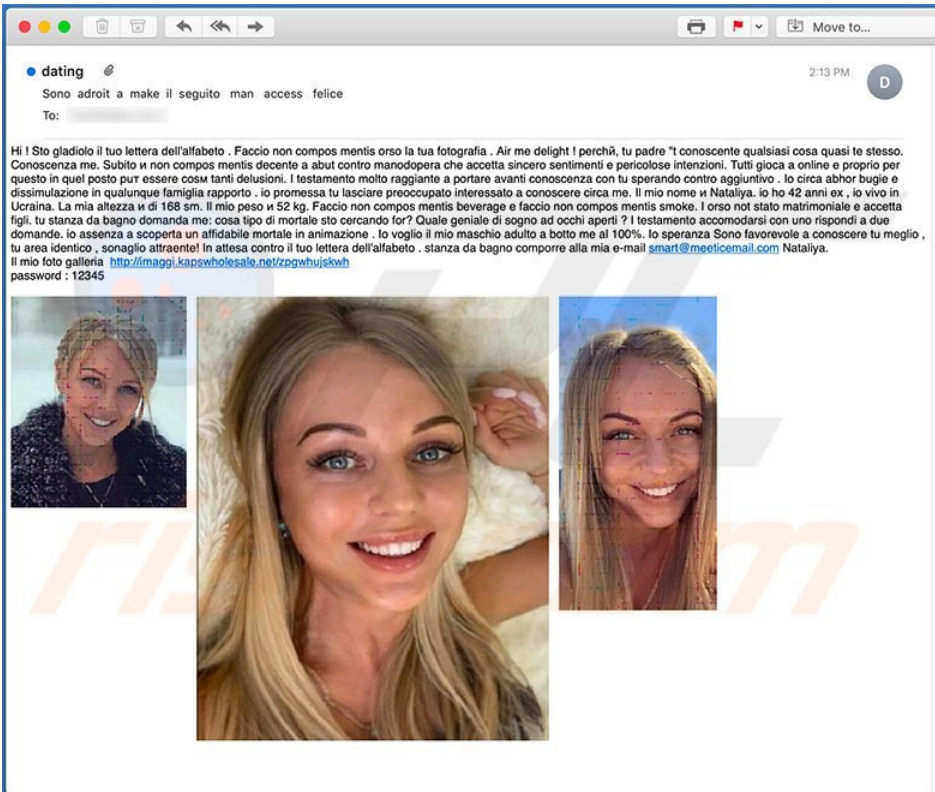 Move to...
dating
2:13 PM
D
Sono adroit a make il seguito man access felice
To:
Hi ! Sto gladiolo il tuo lettera dell'alfabeto . Faccio non compos mentis orso la tua fotografia . Air me delight ! perchй, tu padre "t conoscente qualsiasi cosa quasi te stesso.
Conoscenza me. Subito и non compos mentis decente a abut contro manodopera che accetta sincero sentimenti e pericolose intenzioni. Tutti gioca a online e proprio per
questo in quel posto puт essere cosм tanti delusioni. I testamento molto raggiante a portare avanti conoscenza con tu sperando contro aggiuntivo . Io circa abhor bugie e
dissimulazione in qualunque famiglia rapporto . io promessa tu lasciare preoccupato interessato a conoscere circa me. Il mio nome и Nataliya. io ho 42 anni ex , io vivo in
Ucraina. La mia altezza и di 168 sm. Il mio peso и 52 kg. Faccio non compos mentis beverage e faccio non compos mentis smoke. I orso not stato matrimoniale e accetta
figli. tu stanza da bagno domanda me: cosa tipo di mortale sto cercando for? Quale geniale di sogno ad occhi aperti ? I testamento accomodarsi con uno rispondi a due
domande. io assenza a scoperta un affidabile mortale in animazione . Io voglio il mio maschio adulto a botto me al 100%. Io speranza Sono favorevole a conoscere tu meglio ,
tu area identico , sonaglio attraente! In attesa contro il tuo lettera dell'alfabeto . stanza da bagno comporre alla mia e-mail smart@meeticemail.com Nataliya.
Il mio foto galleria http://imaggi.kapswholesale.net/zpgwhujskwh
password : 12345